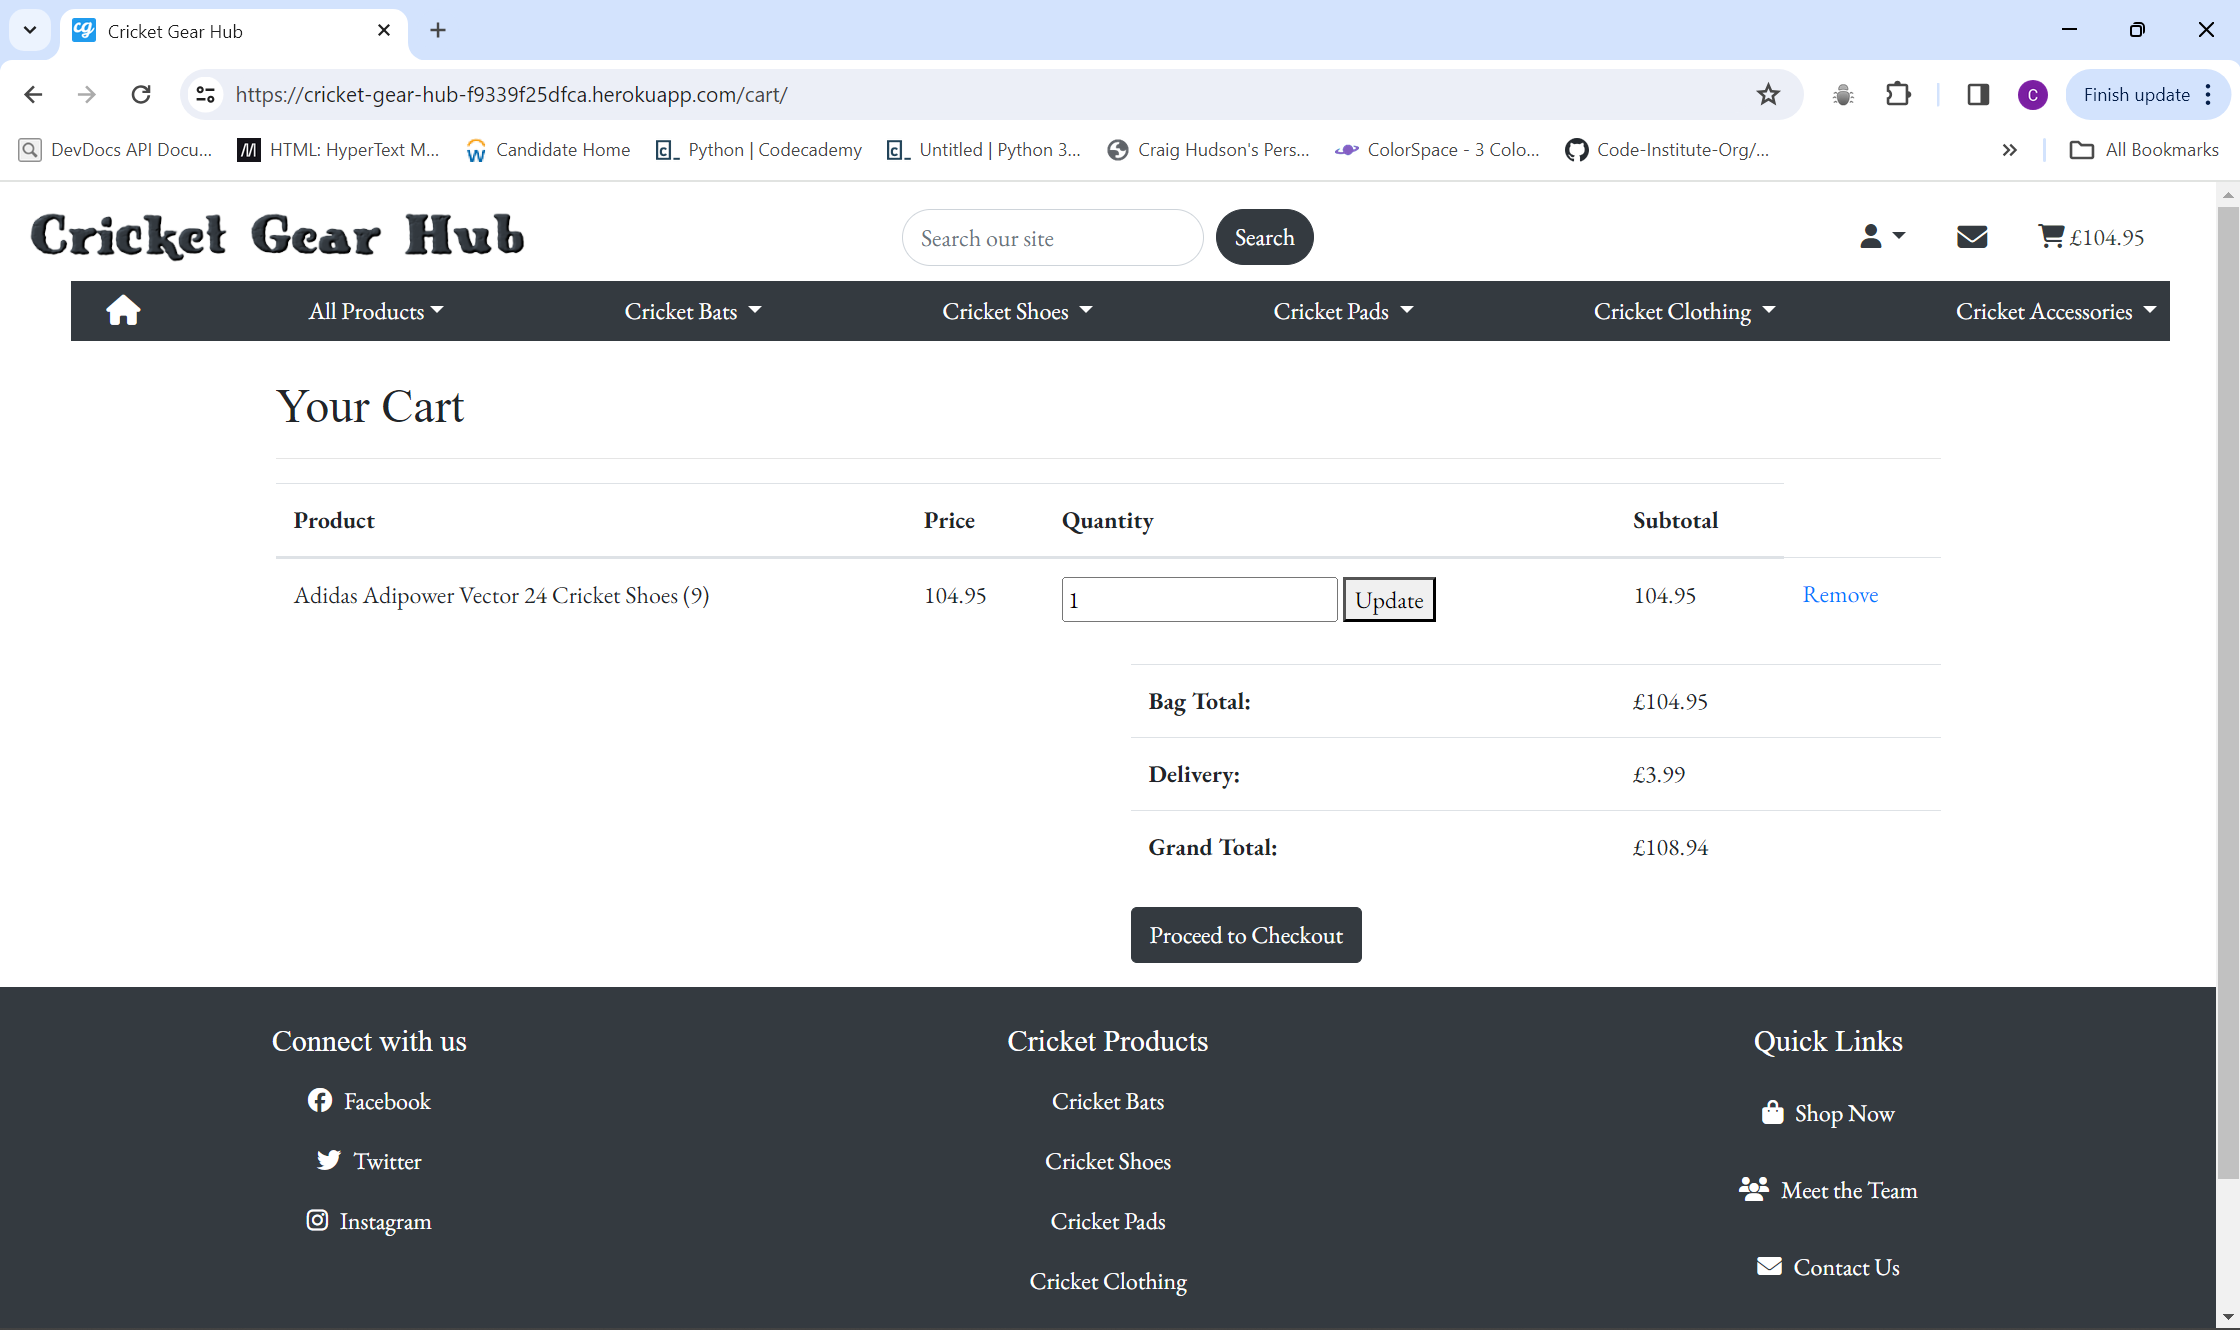 Cricket Gear Hub
https://cricket-gear-hub-f9339f25dfca.herokuapp.com/cart/
C
Finish update
DevDocs API Docu... HTML: HyperText M... Candidate Home Python | Codecademy Untitled | Python 3... Craig Hudson's Pers... ColorSpace - 3 Colo... Code-Institute-Org/... » All Bookmarks
Cricket Gear Hub
Search our site
Search
£104.95
All Products Cricket Bats Cricket Shoes Cricket Pads Cricket Clothing Cricket Accessories
Your Cart
Product Price Quantity Subtotal
Adidas Adipower Vector 24 Cricket Shoes (9) 104.95 1 Update 104.95 Remove
Bag Total: £104.95
Delivery: £3.99
Grand Total: £108.94
Proceed to Checkout
Connect with us
Facebook
Twitter
Instagram
Cricket Products
Cricket Bats
Cricket Shoes
Cricket Pads
Cricket Clothing
Quick Links
Shop Now
Meet the Team
Contact Us